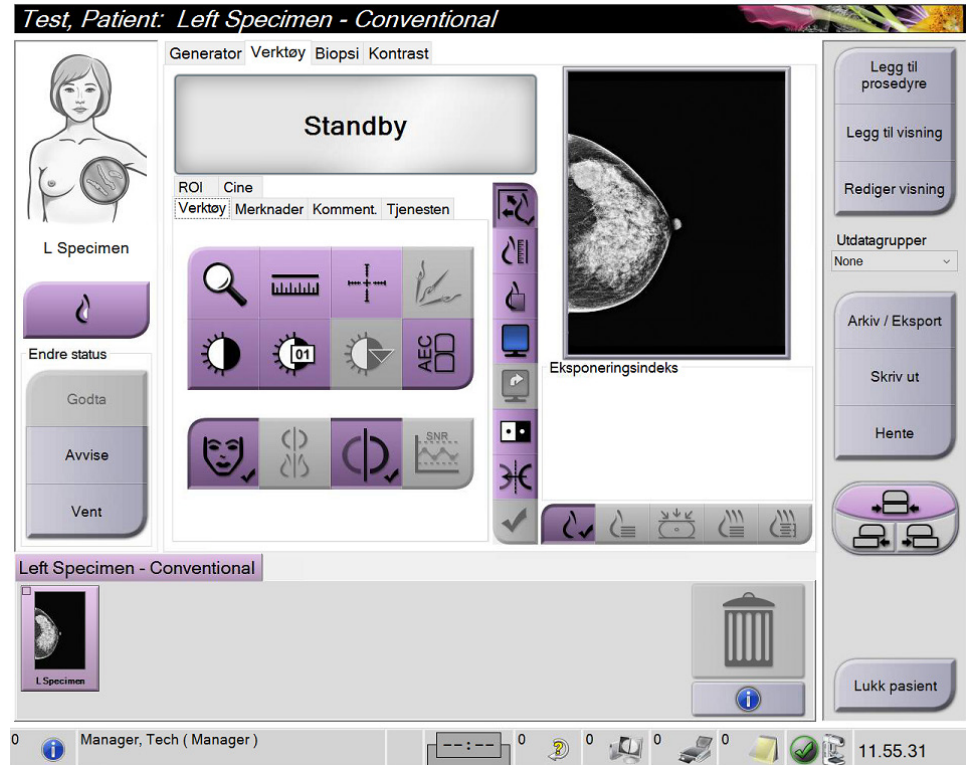 Test, Patient: Left Specimen - Conventional
Generator Verktøy Biopsi Kontrast
Standby
ROI Cine
Verktøy Merknader Komment. Tjenesten
01
AEC
SNR
L Specimen
Endre status
Godta
Avvise
Vent
Eksponeringsindeks
Legg til
prosedyre
Legg til visning
Rediger visning
Utdatagrupper
None
Arkiv / Eksport
Skriv ut
Hente
Left Specimen - Conventional
L Specimen
Lukk pasient
0
Manager, Tech ( Manager )
--:--
0
0
0
0
11.55.31